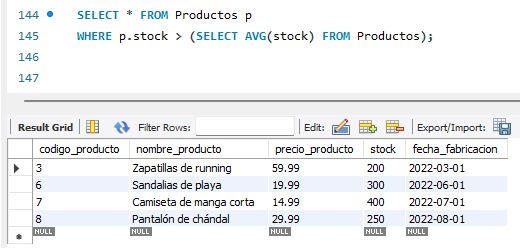 144 SELECT * FROM Productos p
145 WHERE p.stock > (SELECT AVG(stock) FROM Productos);
146
147
Result Grid Filter Rows: Edit: Export/Import:
codigo_producto nombre_producto precio_producto stock fecha_fabricacion
3 Zapatillas de running 59.99 200 2022-03-01
6 Sandalias de playa 19.99 300 2022-06-01
7 Camiseta de manga corta 14.99 400 2022-07-01
8 Pantalón de chándal 29.99 250 2022-08-01
NULL NULL NULL NULL NULL